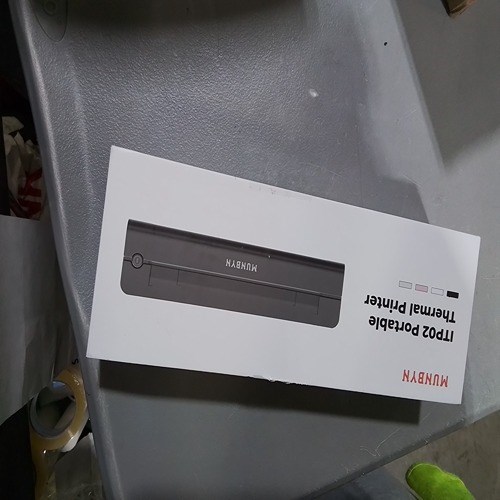 MUNBYN
ITP02 Portable
Thermal Printer
MUNBYN